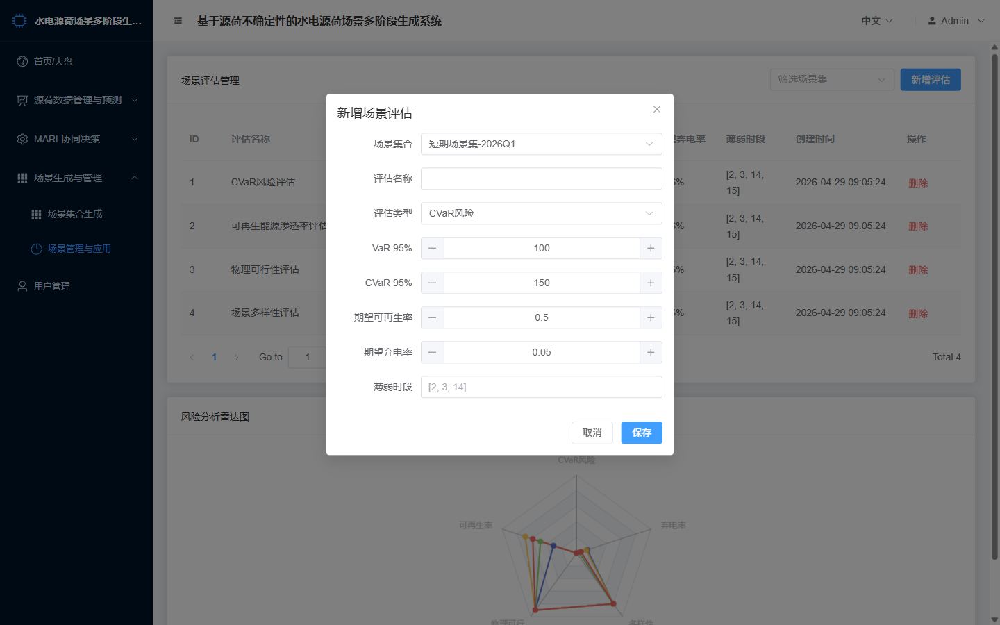 水电源荷场景多阶段生...
基于源荷不确定性的水电源荷场景多阶段生成系统
中文
Admin
首页/大盘
源荷数据管理与预测
MARL协同决策
场景生成与管理
场景集合生成
场景管理与应用
用户管理
场景评估管理
筛选场景集
新增评估
ID
评估名称
弃电率
薄弱时段
创建时间
操作
1
CVaR风险评估
%
[2, 3, 14,
15]
2026-04-29 09:05:24
删除
2
可再生能源渗透率评估
%
[2, 3, 14,
15]
2026-04-29 09:05:24
删除
3
物理可行性评估
%
[2, 3, 14,
15]
2026-04-29 09:05:24
删除
4
场景多样性评估
%
[2, 3, 14,
15]
2026-04-29 09:05:24
删除
1
Go to
1
Total 4
新增场景评估
场景集合
短期场景集-2026Q1
评估名称
评估类型
CVaR风险
VaR 95%
100
CVaR 95%
150
期望可再生率
0.5
期望弃电率
0.05
薄弱时段
[2, 3, 14]
取消
保存
风险分析雷达图
CVaR风险
可再生率
弃电率
物理可行
多样性